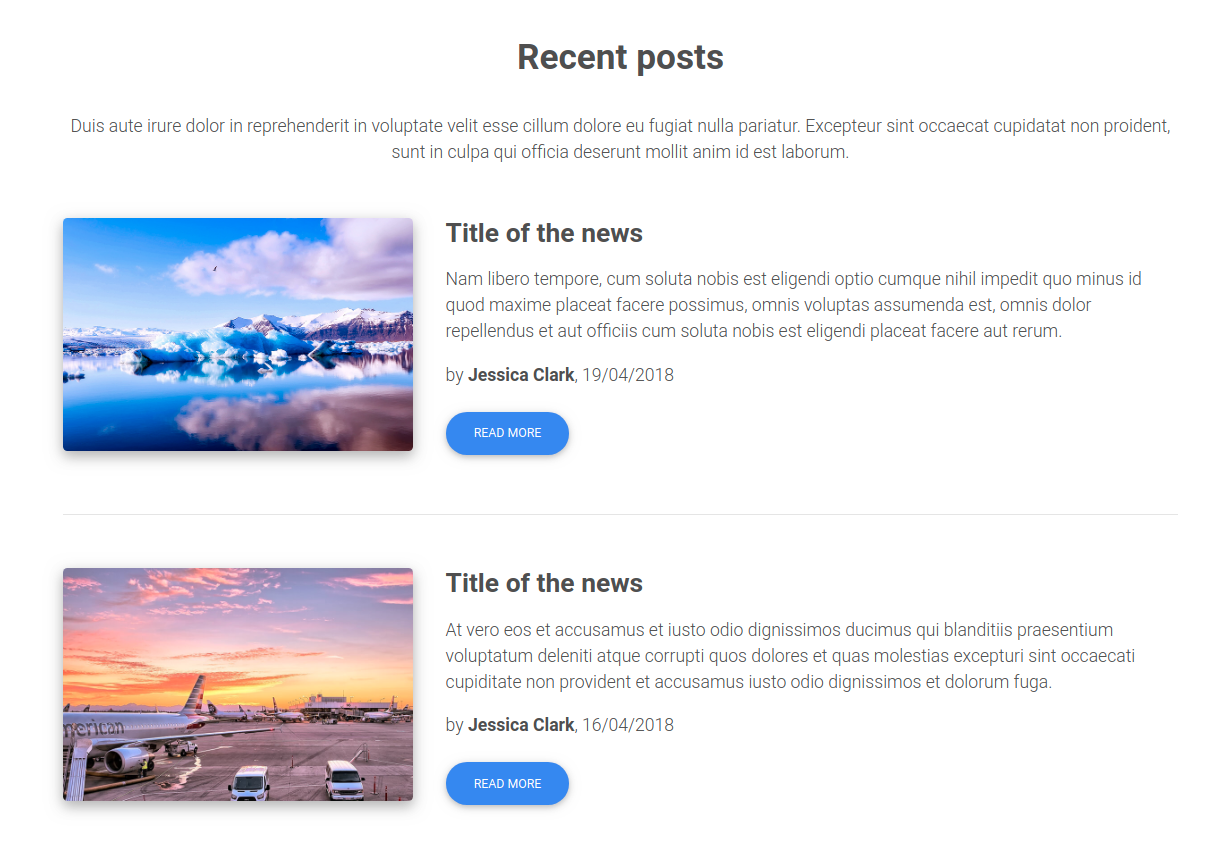 Recent posts
Duis aute irure dolor in reprehenderit in voluptate velit esse cillum dolore eu fugiat nulla pariatur. Excepteur sint occaecat cupidatat non proident,
sunt in culpa qui officia deserunt mollit anim id est laborum.
Title of the news
Nam libero tempore, cum soluta nobis est eligendi optio cumque nihil impedit quo minus id
quod maxime placeat facere possimus, omnis voluptas assumenda est, omnis dolor
repellendus et aut officiis cum soluta nobis est eligendi placeat facere aut rerum.
by Jessica Clark, 19/04/2018
READ MORE
nerican
Title of the news
At vero eos et accusamus et iusto odio dignissimos ducimus qui blanditiis praesentium
voluptatum deleniti atque corrupti quos dolores et quas molestias excepturi sint occaecati
cupiditate non provident et accusamus iusto odio dignissimos et dolorum fuga.
by Jessica Clark, 16/04/2018
READ MORE